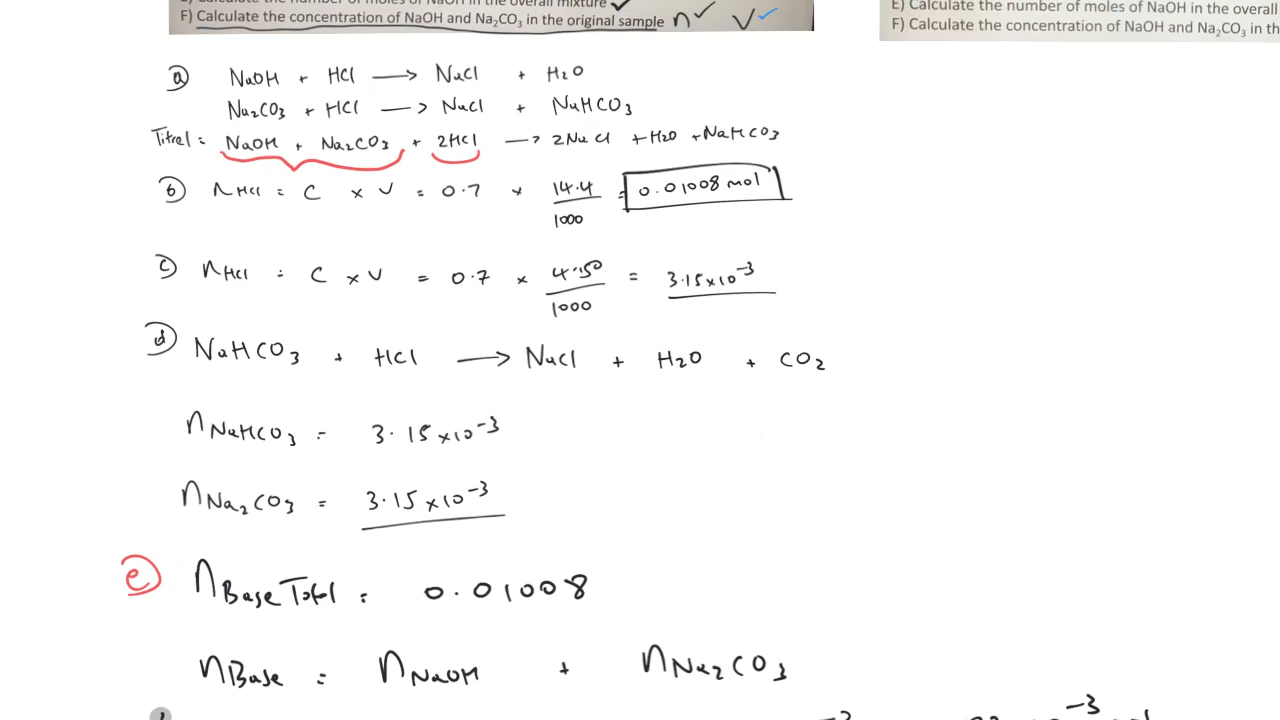 F) Calculate the concentration of NaOH and Na₂CO₃ in the original sample n✓ V✓
E) Calculate the number of moles of NaOH in the overall
F) Calculate the concentration of NaOH and Na₂CO₃ in th
a) NaOH + HCl ⟶ NaCl + H2O
Na2CO3 + HCl ⟶ NaCl + NaHCO3
Titre1 = NaOH + Na2CO3 + 2HCl ⟶ 2NaCl + H2O + NaHCO3
b) nHCl = C × V = 0.7 × 14.4/1000 = 0.01008 mol
c) nHCl = C × V = 0.7 × 4.50/1000 = 3.15×10⁻³
d) NaHCO3 + HCl ⟶ NaCl + H2O + CO2
nNaHCO3 = 3.15×10⁻³
nNa2CO3 = 3.15×10⁻³
e) nBase Total = 0.01008
nBase = nNaOH + nNa2CO3